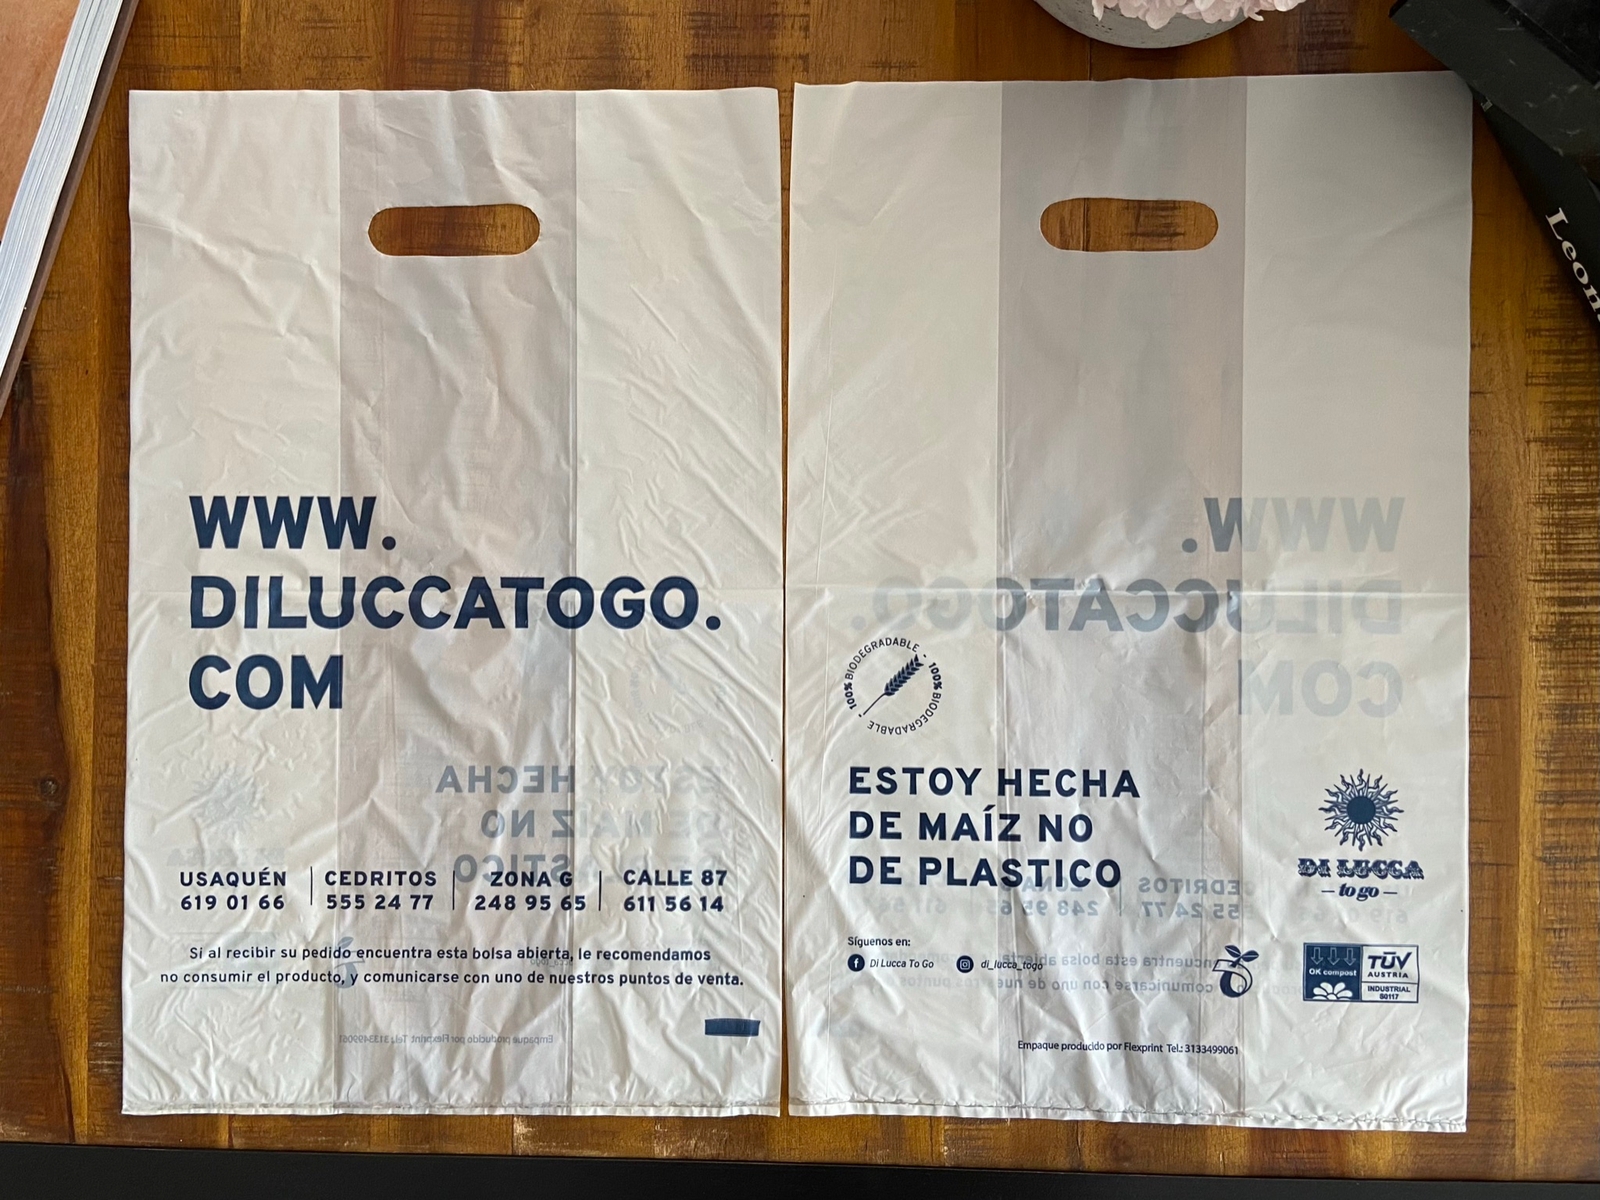 WWW.
DILUCCATOGO.
COM
USAQUÉN
619 01 66
CEDRITOS
555 24 77
ZONA G
248 95 65
CALLE 87
611 56 14
Si al recibir su pedido encuentra esta bolsa abierta, le recomendamos
no consumir el producto, y comunicarse con uno de nuestros puntos de venta.
100% BIODEGRADABLE · 100% BIODEGRADABLE ·
ESTOY HECHA
DE MAÍZ NO
DE PLASTICO
DI LUCCA
to go
Síguenos en:
Di Lucca To Go
di_lucca_togo
OK compost
TÜV
AUSTRIA
INDUSTRIAL
S0117
Empaque producido por Flexprint Tel.: 3133499061